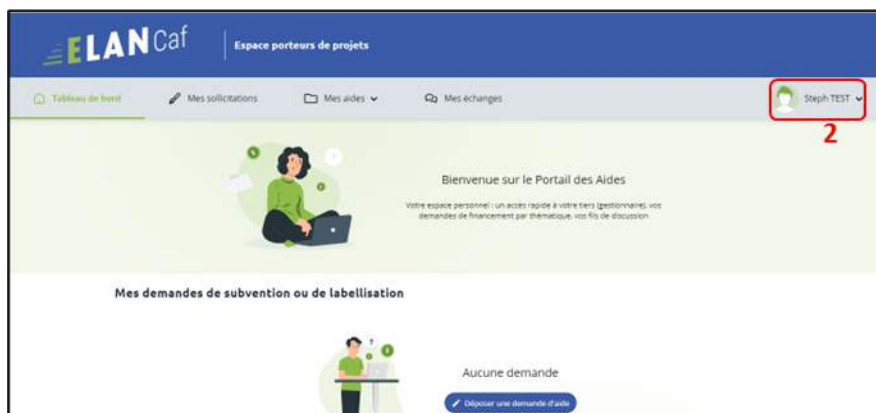 ELAN Caf
Espace porteurs de projets
Tableau de bord
Mes sollicitations
Mes aides
Mes échanges
Steph TEST
2
Bienvenue sur le Portail des Aides
Votre espace personnel : un accès rapide à votre tiers (gestionnaire), vos
demandes de financement par thématique, vos fils de discussion
Mes demandes de subvention ou de labellisation
Aucune demande
Déposer une demande d'aide